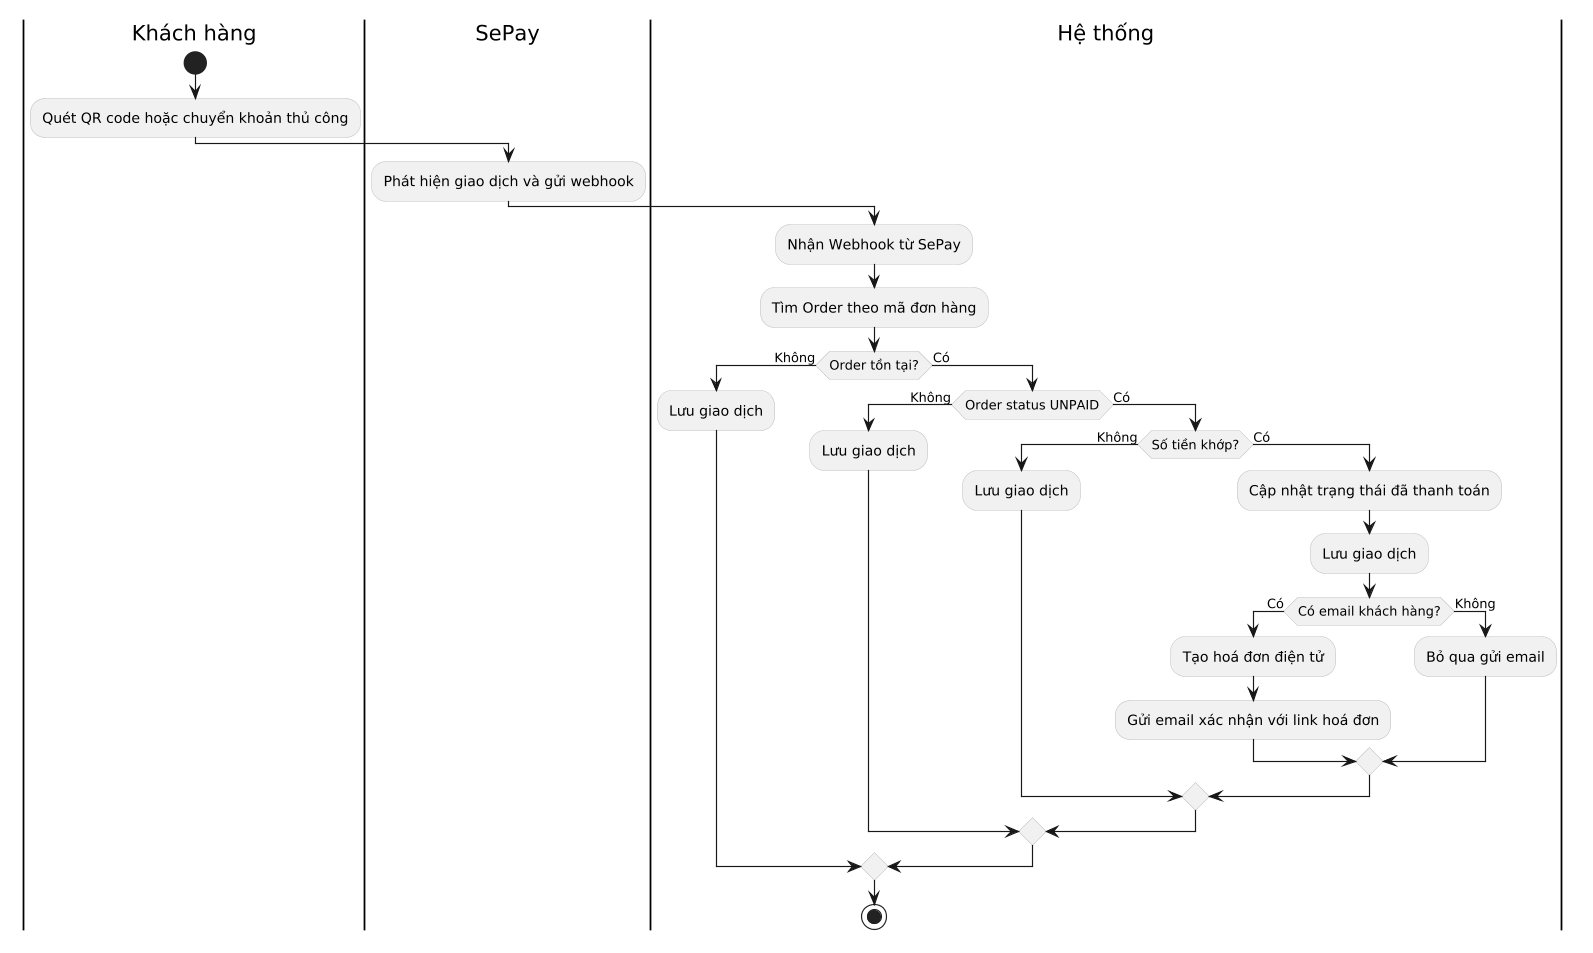 Khách hàng
SePay
Hệ thống
Quét QR code hoặc chuyển khoản thủ công
Phát hiện giao dịch và gửi webhook
Nhận Webhook từ SePay
Tìm Order theo mã đơn hàng
Không
Order tồn tại?
Có
Lưu giao dịch
Không
Order status UNPAID
Có
Lưu giao dịch
Không
Số tiền khớp?
Có
Lưu giao dịch
Cập nhật trạng thái đã thanh toán
Lưu giao dịch
Có
Có email khách hàng?
Không
Tạo hoá đơn điện tử
Bỏ qua gửi email
Gửi email xác nhận với link hoá đơn